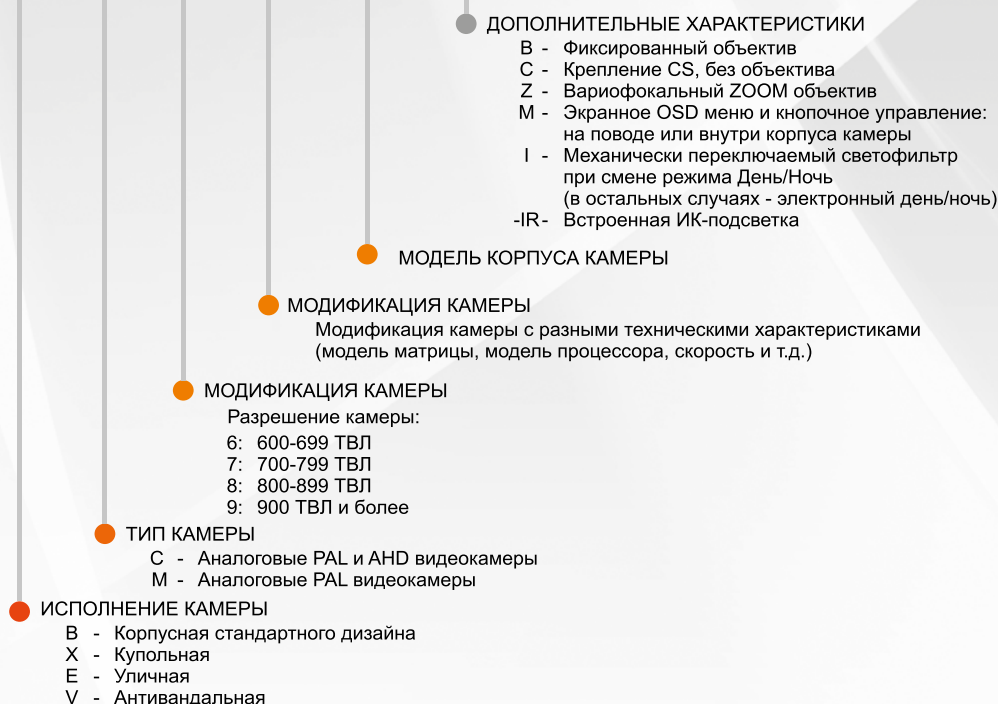 ДОПОЛНИТЕЛЬНЫЕ ХАРАКТЕРИСТИКИ
B - Фиксированный объектив
C - Крепление CS, без объектива
Z - Вариофокальный ZOOM объектив
M - Экранное OSD меню и кнопочное управление:
на поводе или внутри корпуса камеры
I - Механически переключаемый светофильтр
при смене режима День/Ночь
(в остальных случаях - электронный день/ночь)
-IR- Встроенная ИК-подсветка
МОДЕЛЬ КОРПУСА КАМЕРЫ
МОДИФИКАЦИЯ КАМЕРЫ
Модификация камеры с разными техническими характеристиками
(модель матрицы, модель процессора, скорость и т.д.)
МОДИФИКАЦИЯ КАМЕРЫ
Разрешение камеры:
6: 600-699 ТВЛ
7: 700-799 ТВЛ
8: 800-899 ТВЛ
9: 900 ТВЛ и более
ТИП КАМЕРЫ
C - Аналоговые PAL и AHD видеокамеры
M - Аналоговые PAL видеокамеры
ИСПОЛНЕНИЕ КАМЕРЫ
B - Корпусная стандартного дизайна
X - Купольная
E - Уличная
V - Антивандальная